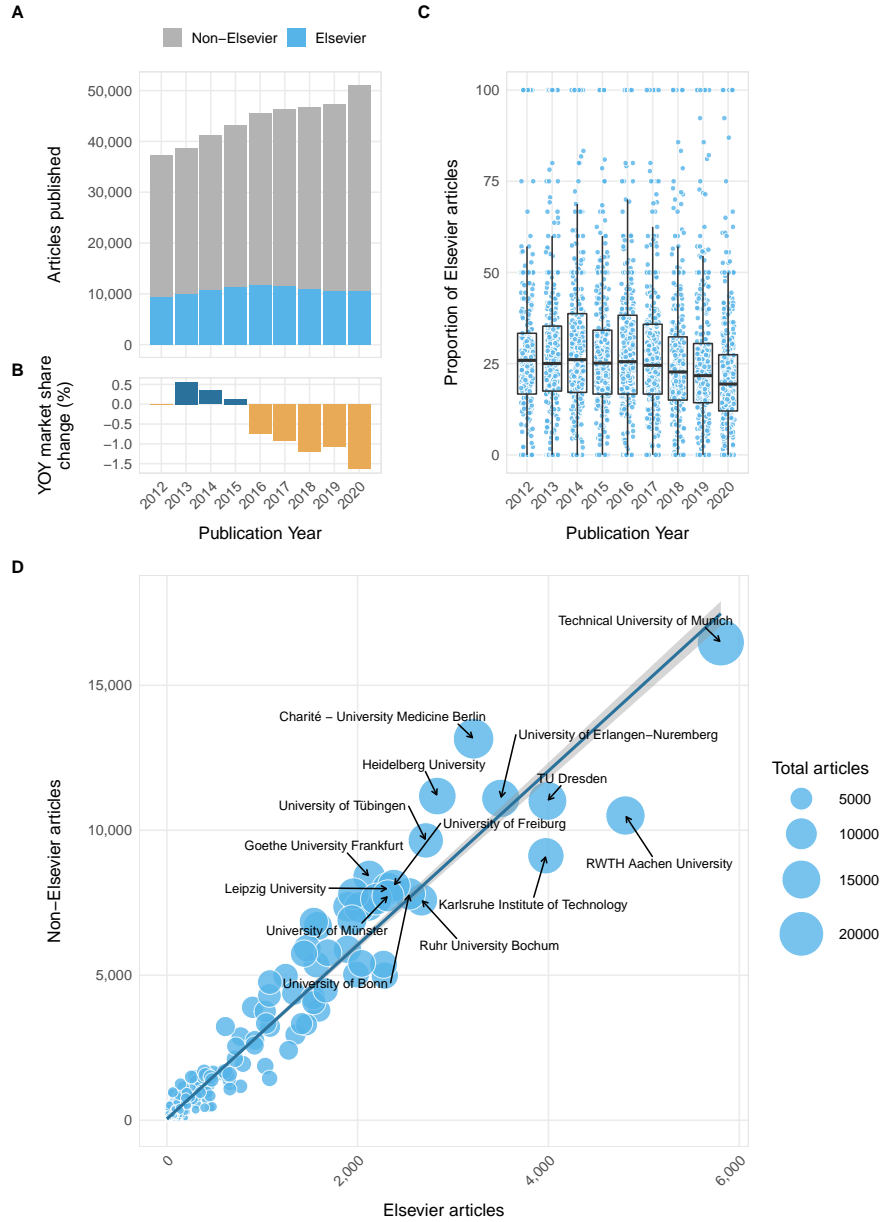 A
Non−Elsevier
Elsevier
Articles published
50,000
40,000
30,000
20,000
10,000
0
B
YOY market share
change (%)
0.5
0.0
−0.5
−1.0
−1.5
2012
2013
2014
2015
2016
2017
2018
2019
2020
Publication Year
C
Proportion of Elsevier articles
100
75
50
25
0
2012
2013
2014
2015
2016
2017
2018
2019
2020
Publication Year
D
Non−Elsevier articles
15,000
10,000
5,000
0
Technical University of Munich
Charité − University Medicine Berlin
University of Erlangen−Nuremberg
Heidelberg University
TU Dresden
University of Tübingen
University of Freiburg
Goethe University Frankfurt
RWTH Aachen University
Leipzig University
Karlsruhe Institute of Technology
University of Münster
Ruhr University Bochum
University of Bonn
0
2,000
4,000
6,000
Elsevier articles
Total articles
5000
10000
15000
20000